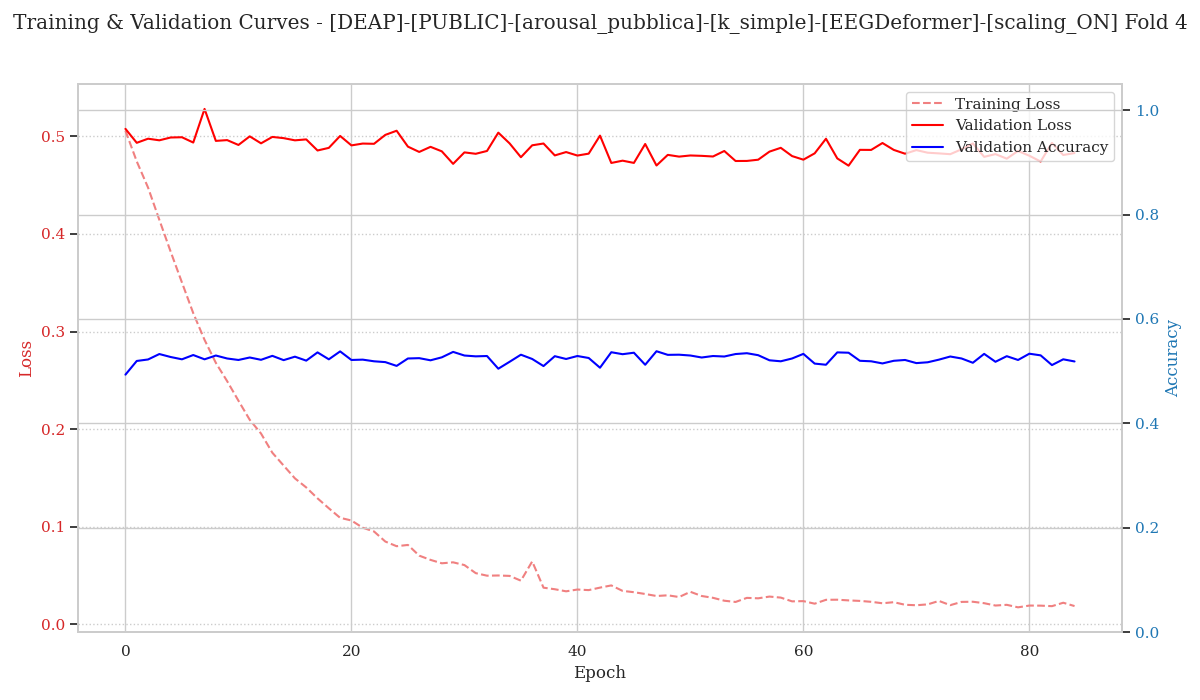 Training & Validation Curves - [DEAP]-[PUBLIC]-[arousal_pubblica]-[k_simple]-[EEGDeformer]-[scaling_ON] Fold 4
Training Loss
Validation Loss
Validation Accuracy
0.5
0.4
0.3
0.2
0.1
0.0
Loss
1.0
0.8
0.6
0.4
0.2
0.0
Accuracy
0
20
40
60
80
Epoch